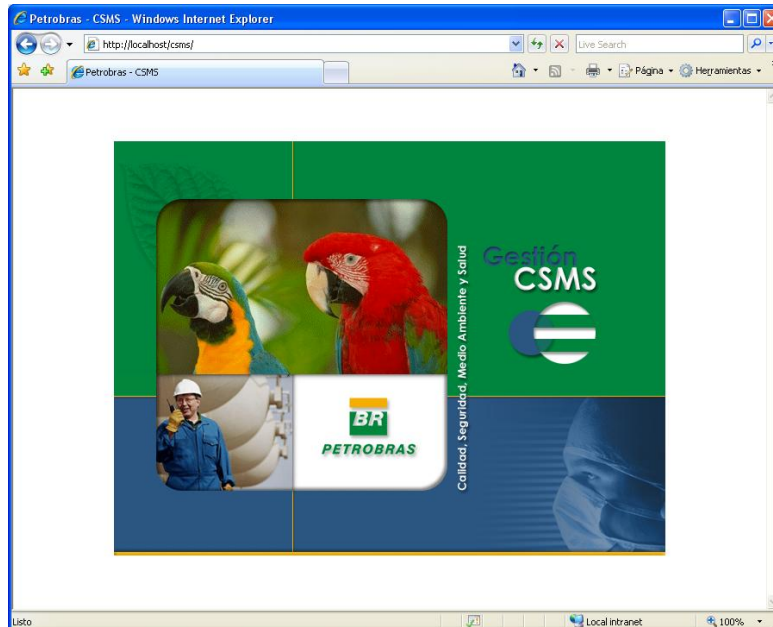 Petrobras - CSMS - Windows Internet Explorer
http://localhost/csms/
Live Search
Petrobras - CSMS
Página
Herramientas
Gestión
CSMS
Calidad, Seguridad, Medio Ambiente y Salud
BR
PETROBRAS
Listo
Local intranet
100%